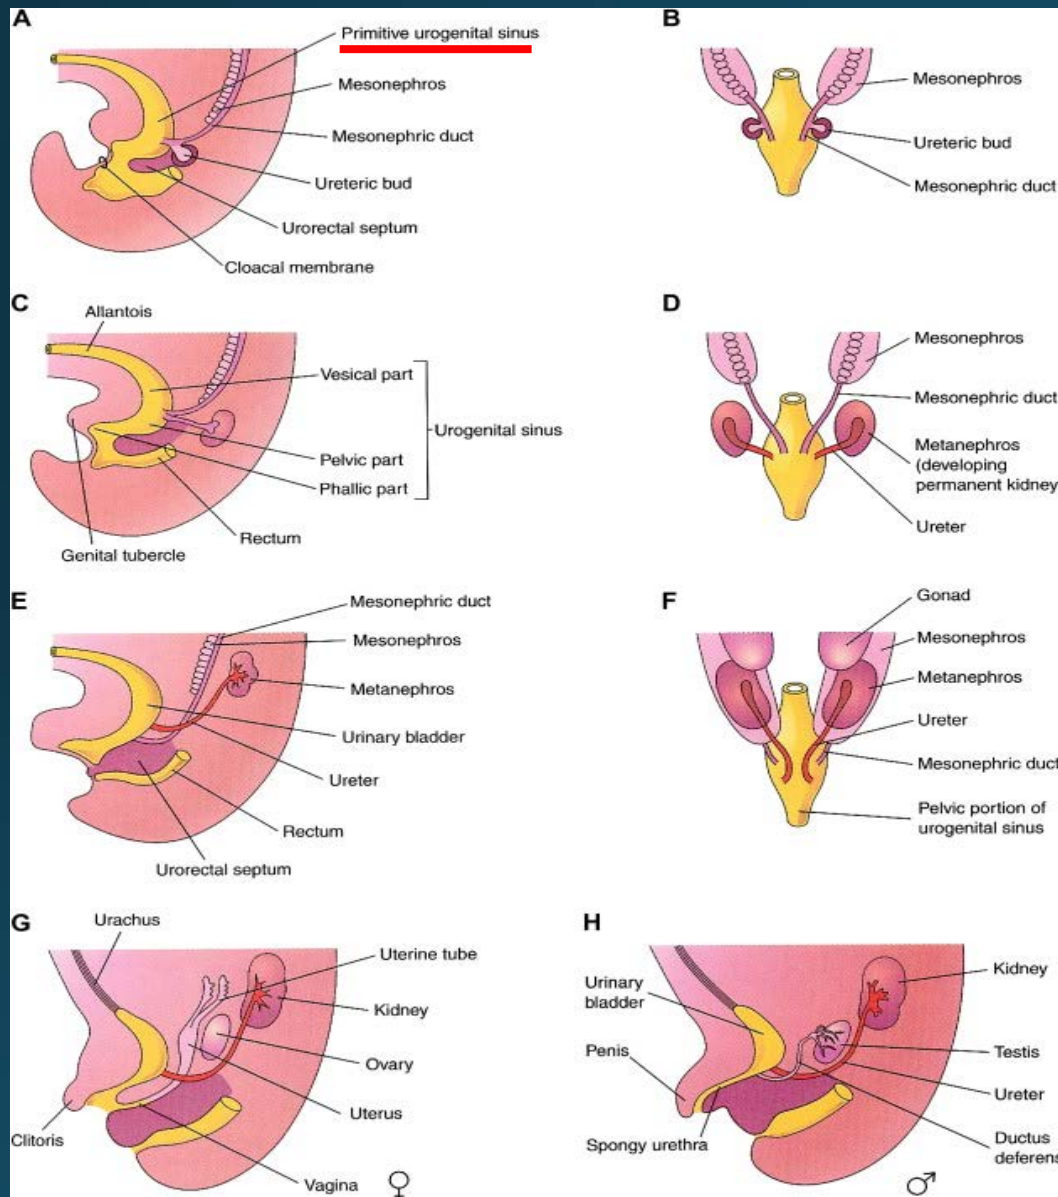 A
Primitive urogenital sinus
Mesonephros
Mesonephric duct
Ureteric bud
Urorectal septum
Cloacal membrane
B
Mesonephros
Ureteric bud
Mesonephric duct
C
Allantois
Vesical part
Urogenital sinus
Pelvic part
Phallic part
Rectum
Genital tubercle
D
Mesonephros
Mesonephric duct
Metanephros
(developing
permanent kidney
Ureter
E
Mesonephric duct
Mesonephros
Metanephros
Urinary bladder
Ureter
Rectum
Urorectal septum
F
Gonad
Mesonephros
Metanephros
Ureter
Mesonephric duct
Pelvic portion of
urogenital sinus
G
Urachus
Uterine tube
Kidney
Ovary
Uterus
Clitoris
Vagina
♀
H
Urinary
bladder
Kidney
Penis
Testis
Ureter
Spongy urethra
Ductus
deferens
♂